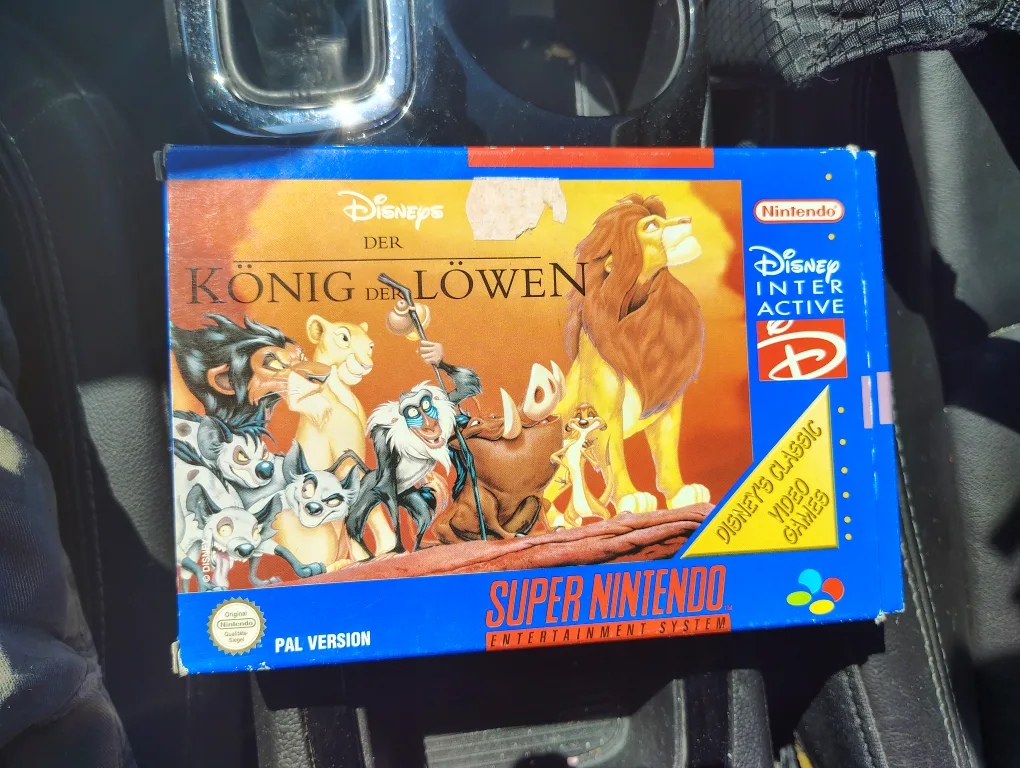 Disney's
DER
KÖNIG DER LÖWEN
Nintendo
Disney
INTER
ACTIVE
D
DISNEY'S CLASSIC
VIDEO
GAMES
© DISNEY
SUPER NINTENDO
ENTERTAINMENT SYSTEM
Original
Nintendo
Qualitäts-
Siegel
PAL VERSION